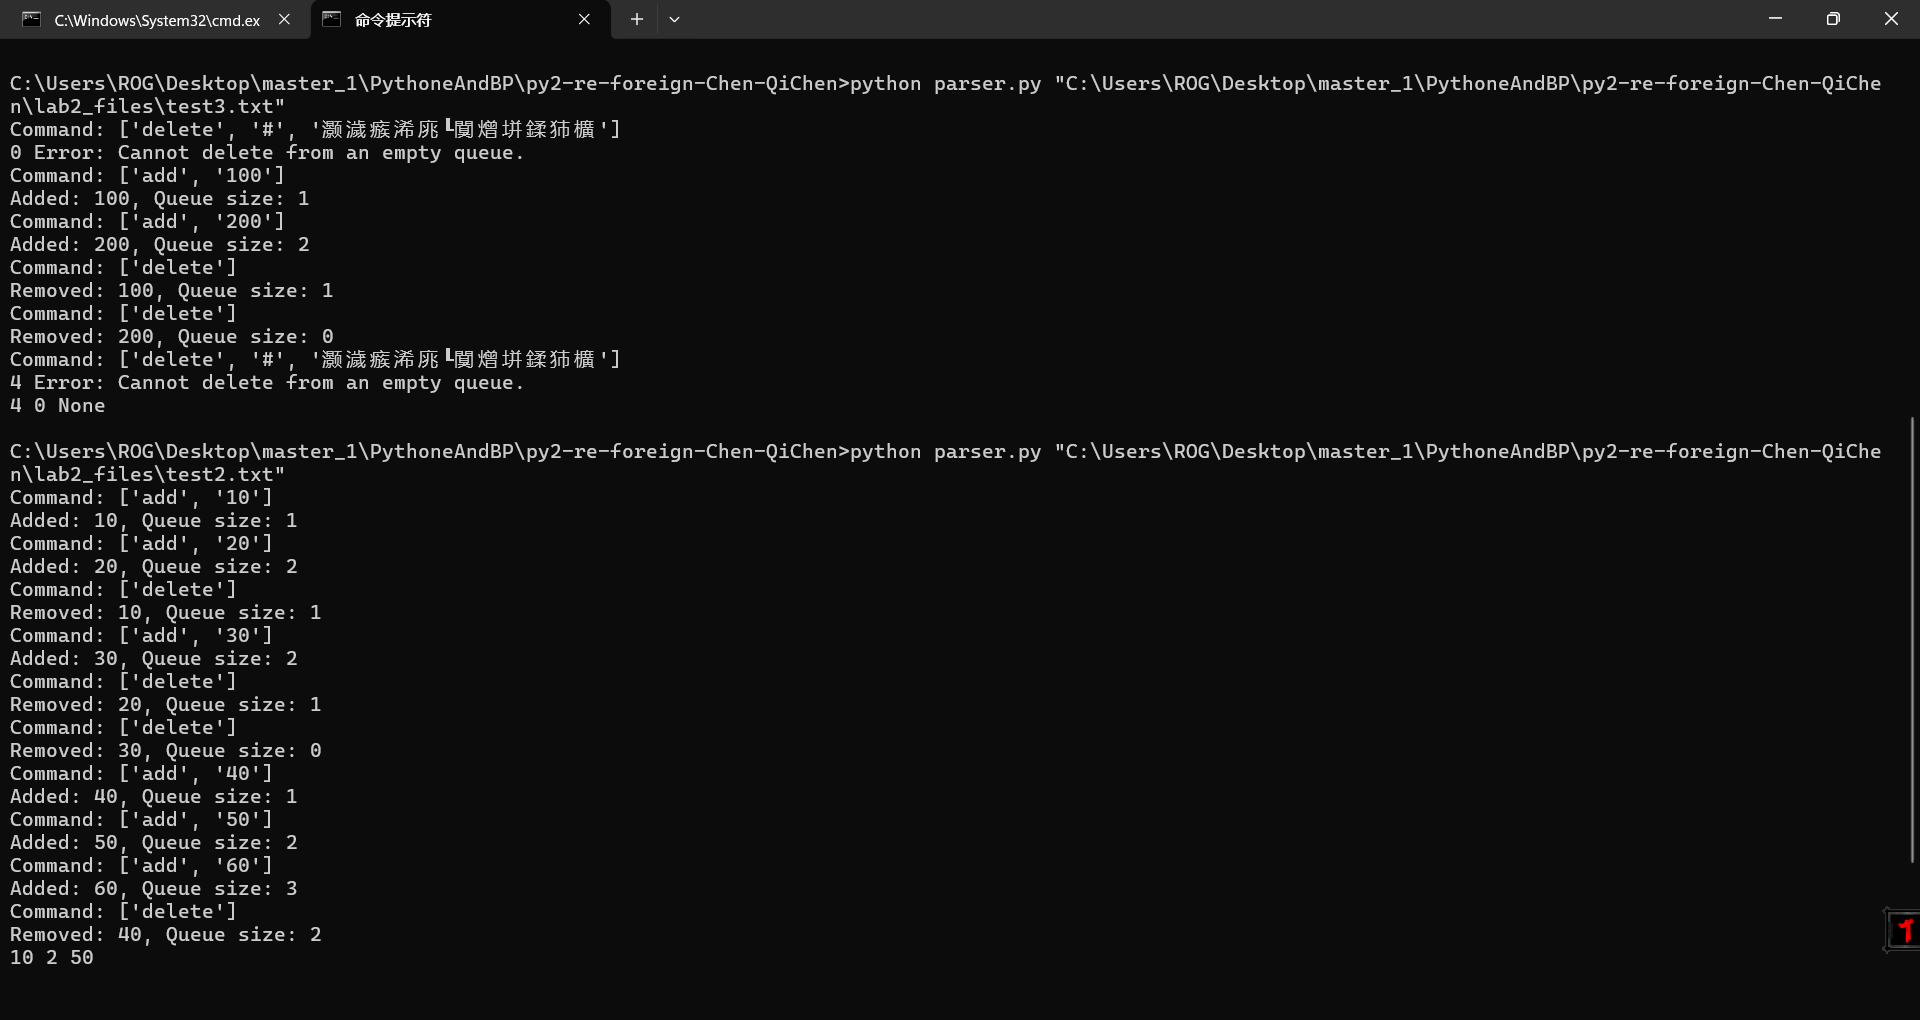 C:\Windows\System32\cmd.ex
命令提示符
C:\Users\ROG\Desktop\master_1\PythoneAndBP\py2-re-foreign-Chen-QiChen>python parser.py "C:\Users\ROG\Desktop\master_1\PythoneAndBP\py2-re-foreign-Chen-QiChe
n\lab2_files\test3.txt"
Command: ['delete', '#', '灏濊瘯浠庣┖闃熷垪鍒犻櫎']
0 Error: Cannot delete from an empty queue.
Command: ['add', '100']
Added: 100, Queue size: 1
Command: ['add', '200']
Added: 200, Queue size: 2
Command: ['delete']
Removed: 100, Queue size: 1
Command: ['delete']
Removed: 200, Queue size: 0
Command: ['delete', '#', '灏濊瘯浠庣┖闃熷垪鍒犻櫎']
4 Error: Cannot delete from an empty queue.
4 0 None
C:\Users\ROG\Desktop\master_1\PythoneAndBP\py2-re-foreign-Chen-QiChen>python parser.py "C:\Users\ROG\Desktop\master_1\PythoneAndBP\py2-re-foreign-Chen-QiChe
n\lab2_files\test2.txt"
Command: ['add', '10']
Added: 10, Queue size: 1
Command: ['add', '20']
Added: 20, Queue size: 2
Command: ['delete']
Removed: 10, Queue size: 1
Command: ['add', '30']
Added: 30, Queue size: 2
Command: ['delete']
Removed: 20, Queue size: 1
Command: ['delete']
Removed: 30, Queue size: 0
Command: ['add', '40']
Added: 40, Queue size: 1
Command: ['add', '50']
Added: 50, Queue size: 2
Command: ['add', '60']
Added: 60, Queue size: 3
Command: ['delete']
Removed: 40, Queue size: 2
10 2 50